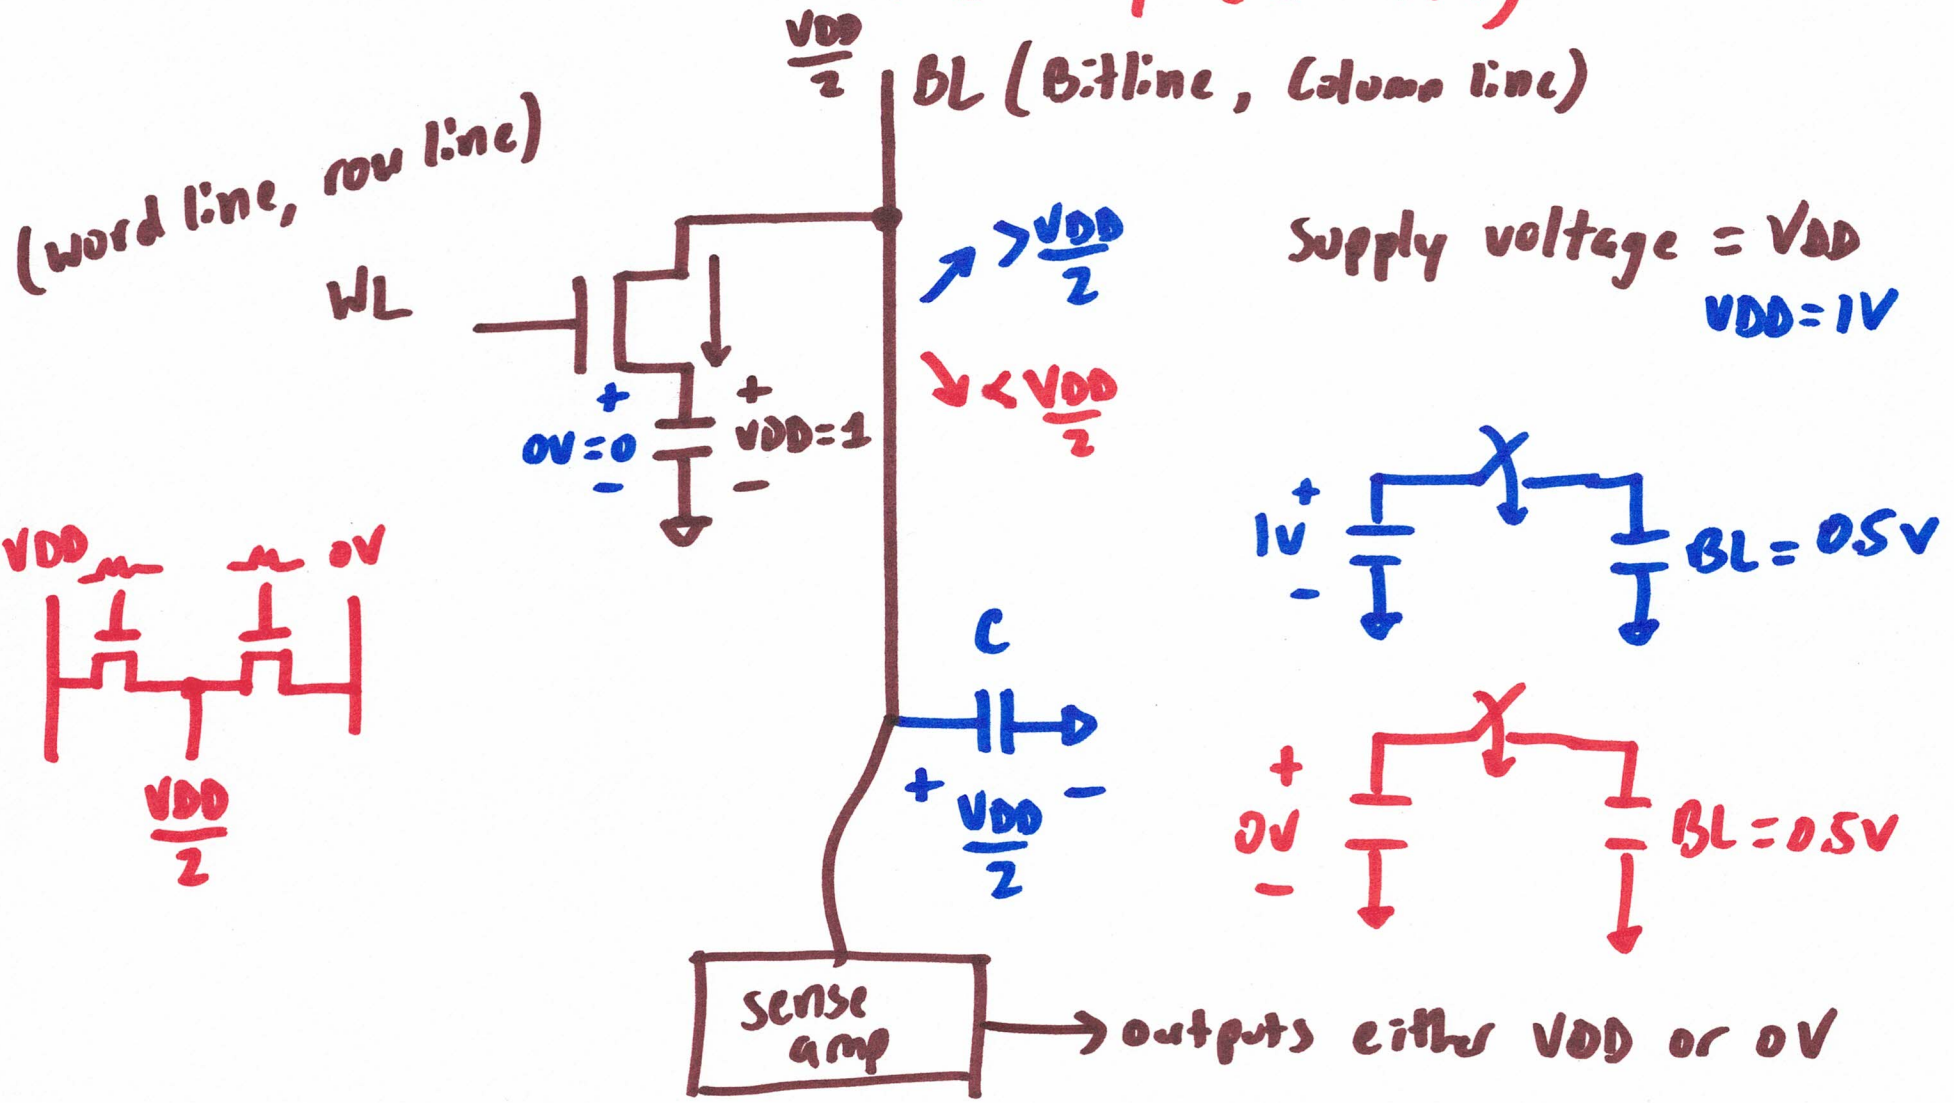 VDD
2
BL (Bitline, Column line)
(word line, row line)
WL
>VDD
2
<VDD
2
Supply voltage = VDD
VDD=1V
+
0V=0
-
+
VDD=1
-
VDD
0V
VDD
2
+
1V
-
BL = 0.5V
C
+ VDD -
2
+
0V
-
BL=0.5V
sense
amp
outputs either VDD or 0V